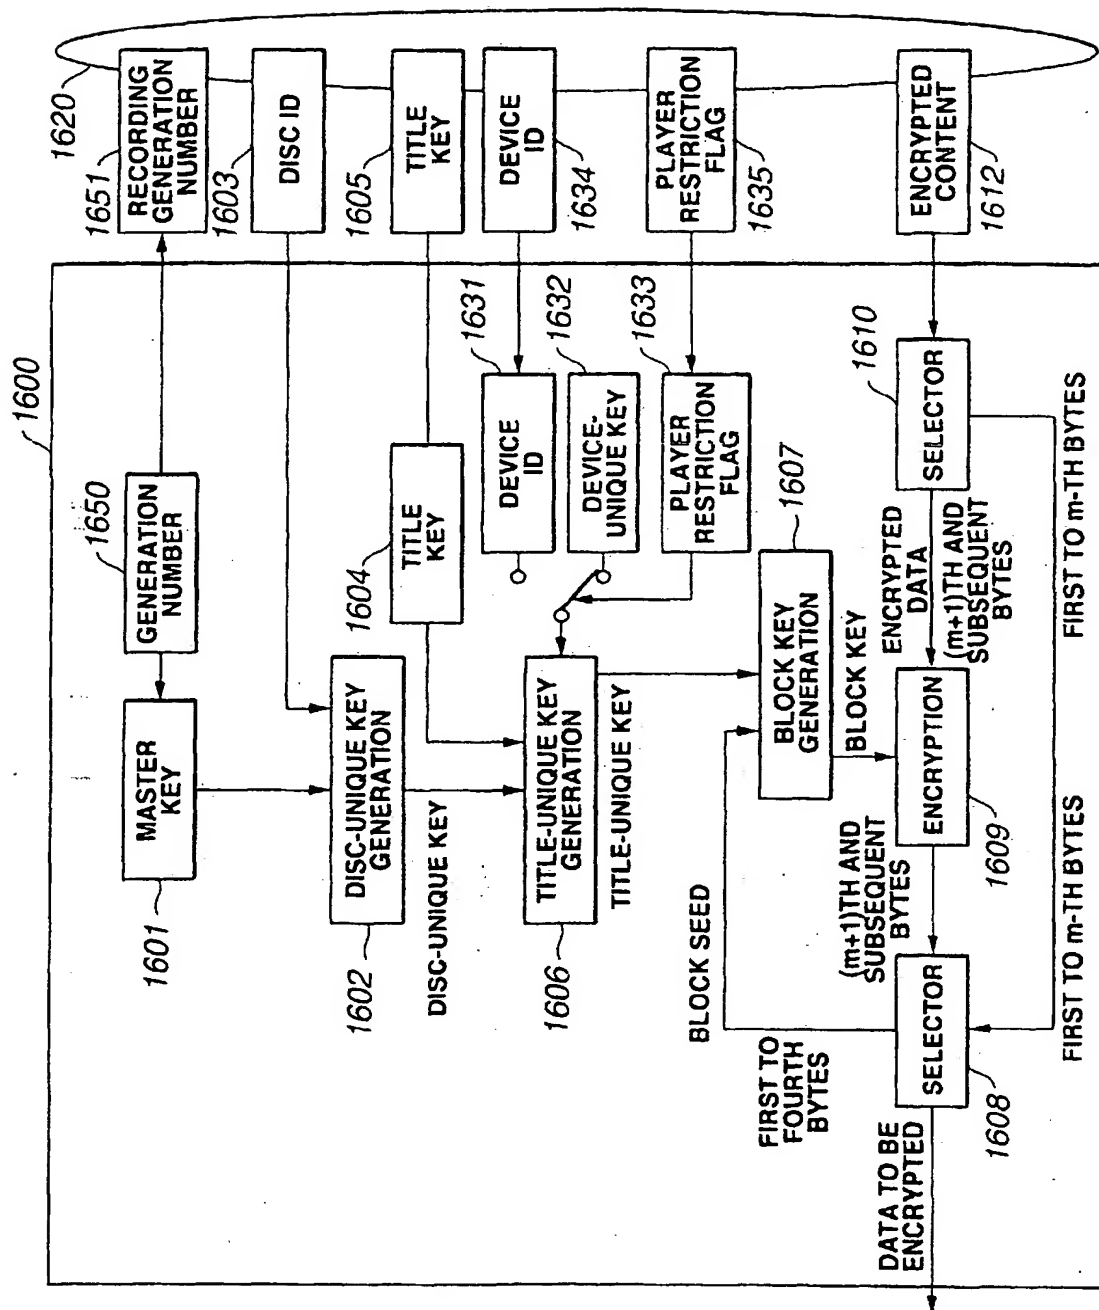 1600
1620
1651
RECORDING
GENERATION
NUMBER
1603
DISC ID
1605
TITLE
KEY
DEVICE
ID
1634
PLAYER
RESTRICTION
FLAG
1635
ENCRYPTED
CONTENT
1612
1650
GENERATION
NUMBER
MASTER
KEY
1601
DISC-UNIQUE KEY
GENERATION
1602
DISC-UNIQUE KEY
1604
TITLE
KEY
1631
DEVICE
ID
1632
DEVICE-
UNIQUE KEY
1633
PLAYER
RESTRICTION
FLAG
TITLE-UNIQUE KEY
GENERATION
1606
TITLE-UNIQUE KEY
1607
BLOCK KEY
GENERATION
BLOCK KEY
BLOCK SEED
FIRST TO
FOURTH
BYTES
1610
SELECTOR
ENCRYPTED
DATA
(m+1)TH AND
SUBSEQUENT
BYTES
FIRST TO m-TH BYTES
ENCRYPTION
1609
(m+1)TH AND
SUBSEQUENT
BYTES
SELECTOR
1608
FIRST TO m-TH BYTES
DATA TO BE
ENCRYPTED